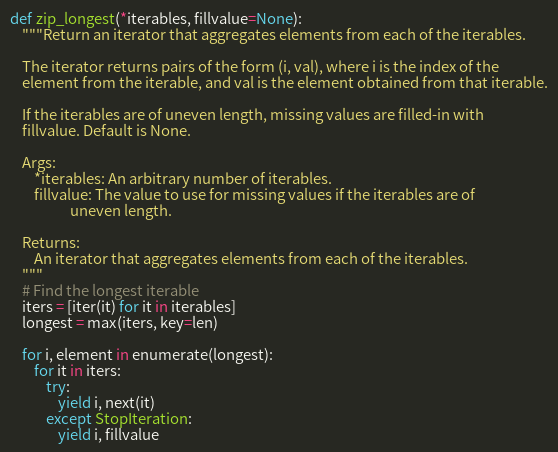 def zip_longest(*iterables, fillvalue=None):
    """Return an iterator that aggregates elements from each of the iterables.

    The iterator returns pairs of the form (i, val), where i is the index of the
    element from the iterable, and val is the element obtained from that iterable.

    If the iterables are of uneven length, missing values are filled-in with
    fillvalue. Default is None.

    Args:
        *iterables: An arbitrary number of iterables.
        fillvalue: The value to use for missing values if the iterables are of
                   uneven length.

    Returns:
        An iterator that aggregates elements from each of the iterables.
    """
    # Find the longest iterable
    iters = [iter(it) for it in iterables]
    longest = max(iters, key=len)

    for i, element in enumerate(longest):
        for it in iters:
            try:
                yield i, next(it)
            except StopIteration:
                yield i, fillvalue